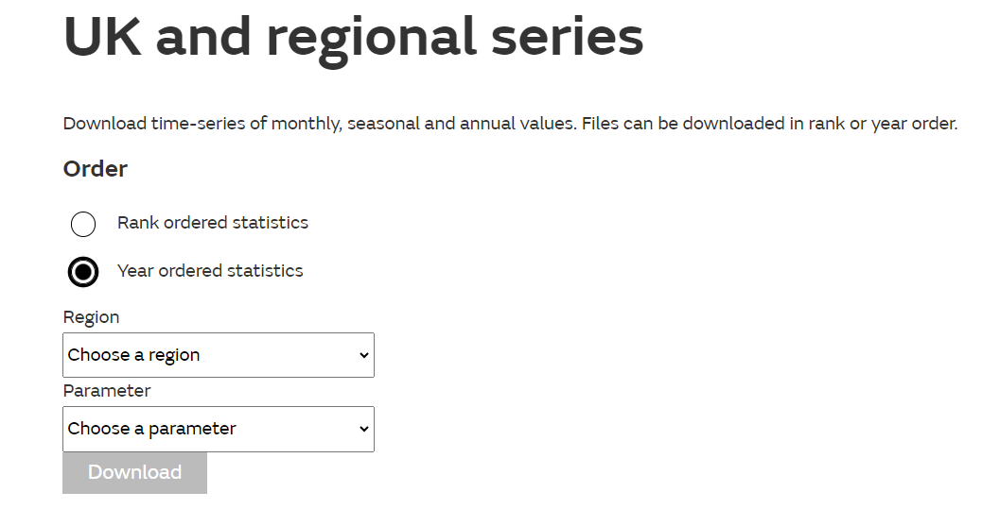 UK and regional series
Download time-series of monthly, seasonal and annual values. Files can be downloaded in rank or year order.
Order
Rank ordered statistics
Year ordered statistics
Region
Choose a region
Parameter
Choose a parameter
Download